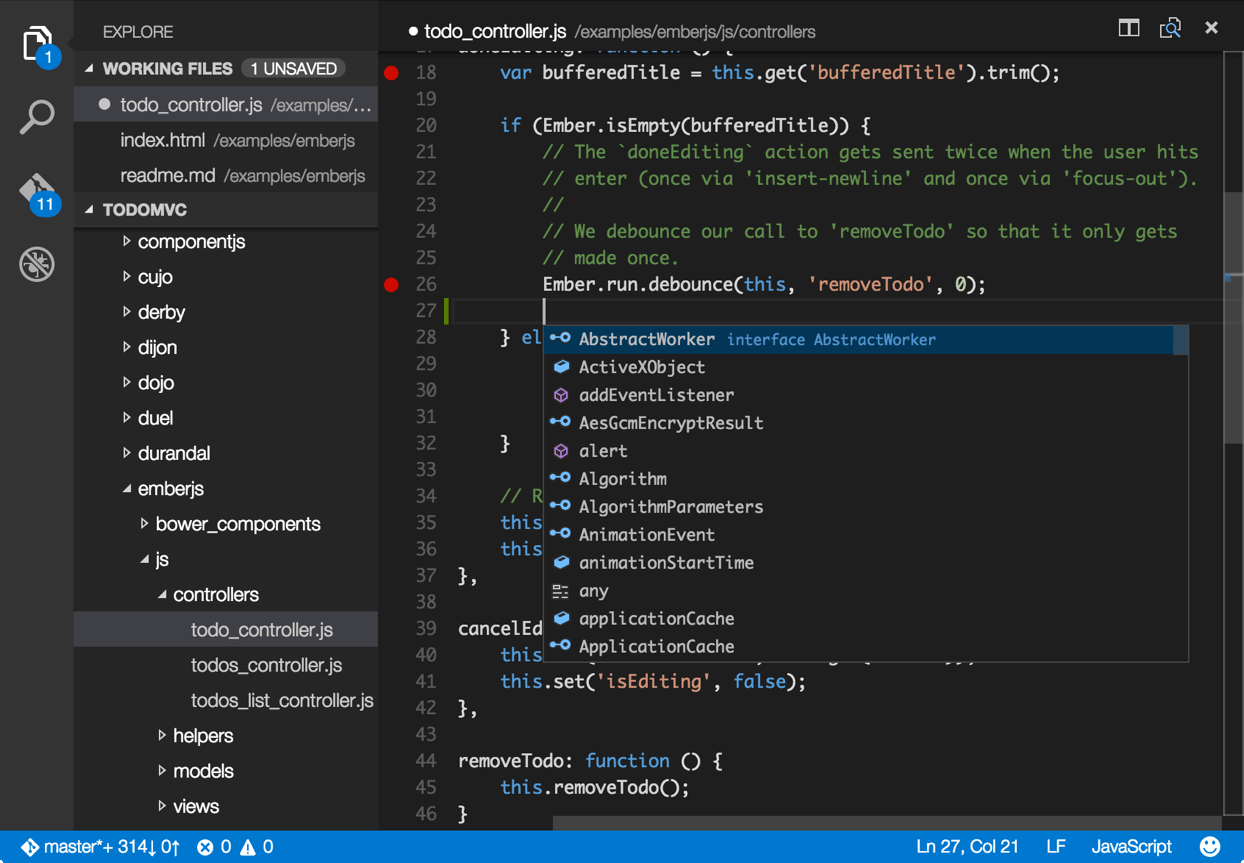 1
11
EXPLORE
WORKING FILES 1 UNSAVED
todo_controller.js /examples/…
index.html /examples/emberjs
readme.md /examples/emberjs
TODOMVC
componentjs
cujo
derby
dijon
dojo
duel
durandal
emberjs
bower_components
js
controllers
todo_controller.js
todos_controller.js
todos_list_controller.js
helpers
models
views
todo_controller.js /examples/emberjs/js/controllers
17 doneEditing: function () {
18 var bufferedTitle = this.get('bufferedTitle').trim();
19
20 if (Ember.isEmpty(bufferedTitle)) {
21 // The `doneEditing` action gets sent twice when the user hits
22 // enter (once via 'insert-newline' and once via 'focus-out').
23 //
24 // We debounce our call to 'removeTodo' so that it only gets
25 // made once.
26 Ember.run.debounce(this, 'removeTodo', 0);
27
28 } el
29
30
31
32 }
33
34 // R
35 this
36 this
37 },
38
39 cancelEd
40 this
41 this.set('isEditing', false);
42 },
43
44 removeTodo: function () {
45 this.removeTodo();
46 }
AbstractWorker interface AbstractWorker
ActiveXObject
addEventListener
AesGcmEncryptResult
alert
Algorithm
AlgorithmParameters
AnimationEvent
animationStartTime
any
applicationCache
ApplicationCache
master*+ 314↓ 0↑ 0 0 Ln 27, Col 21 LF JavaScript